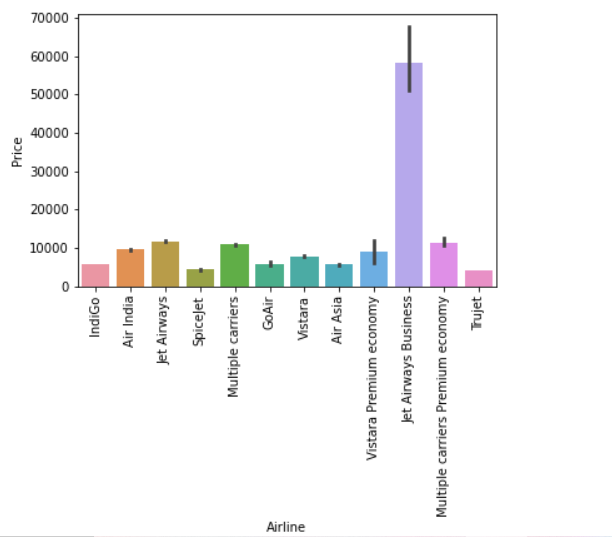 70000
60000
50000
40000
30000
20000
10000
0
Price
IndiGo
Air India
Jet Airways
SpiceJet
Multiple carriers
GoAir
Vistara
Air Asia
Vistara Premium economy
Jet Airways Business
Multiple carriers Premium economy
Trujet
Airline